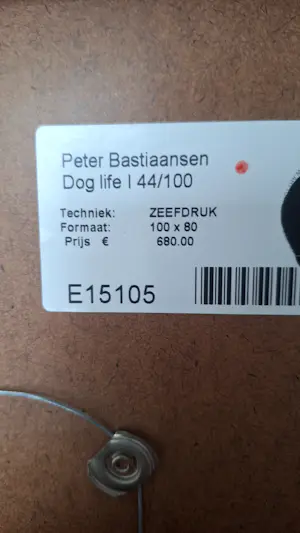 Peter Bastiaansen
Dog life I 44/100
Techniek: ZEEFDRUK
Formaat: 100 x 80
Prijs € 680.00
E15105